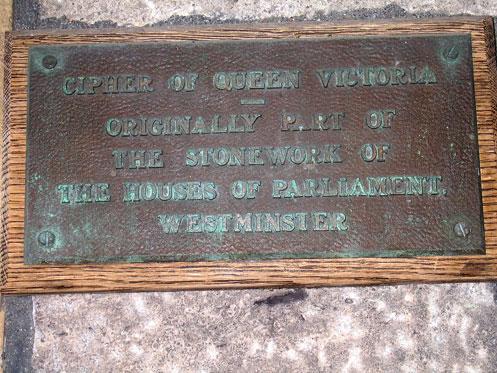 CIPHER OF QUEEN VICTORIA
—
ORIGINALLY PART OF
THE STONEWORK OF
THE HOUSES OF PARLIAMENT,
WESTMINSTER